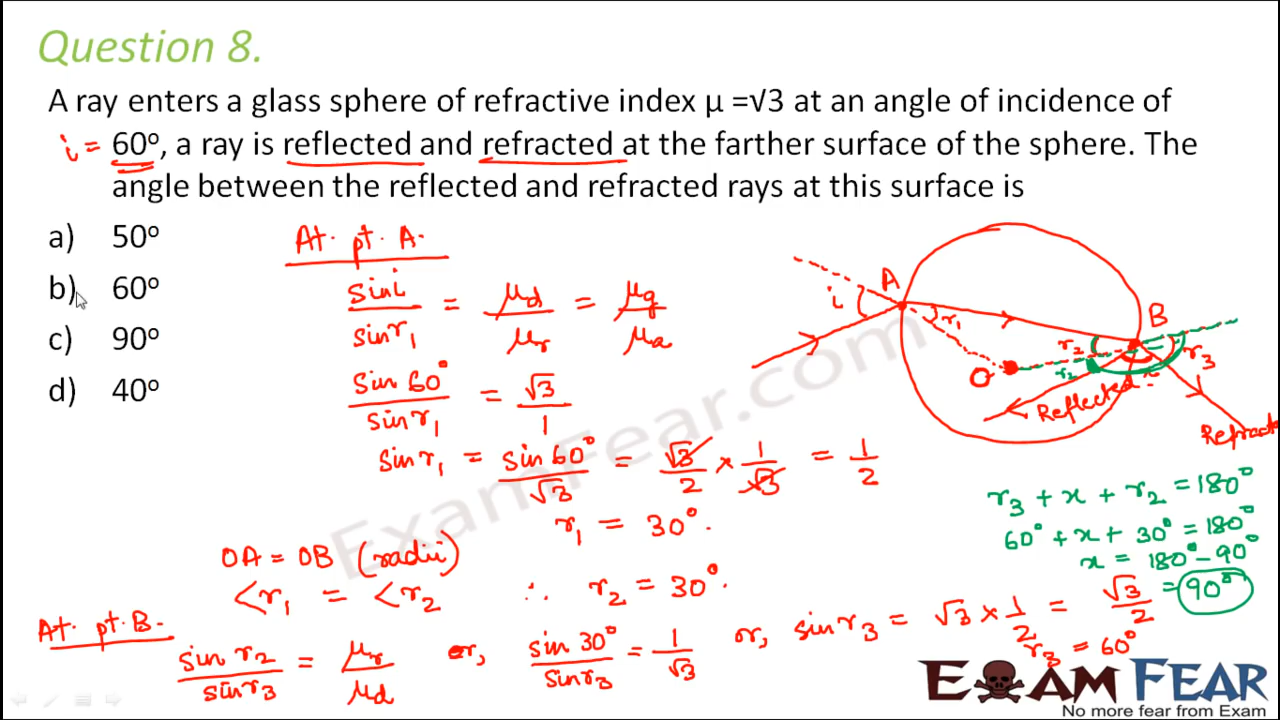 Question 8.
A ray enters a glass sphere of refractive index μ =√3 at an angle of incidence of
i = 60º, a ray is reflected and refracted at the farther surface of the sphere. The
angle between the reflected and refracted rays at this surface is
a) 50º
b) 60º
c) 90º
d) 40º
At. pt. A.
sin i / sin r₁ = μd / μr = μg / μa
sin 60° / sin r₁ = √3 / 1
sin r₁ = sin 60° / √3 = √3 / 2 × 1 / √3 = 1 / 2
r₁ = 30°.
OA = OB (radii)
<r₁ = <r₂ ∴ r₂ = 30°.
At. pt. B.
sin r₂ / sin r₃ = μr / μd or, sin 30° / sin r₃ = 1 / √3 or, sin r₃ = √3 × 1 / 2 = √3 / 2
r₃ = 60°
A
i
r₁
B
r₂
r₂
r₃
O
x
Reflected
Refract
r₃ + x + r₂ = 180°
60° + x + 30° = 180°
x = 180° - 90°
= 90°
ExamFear.com
EXAM FEAR
No more fear from Exam